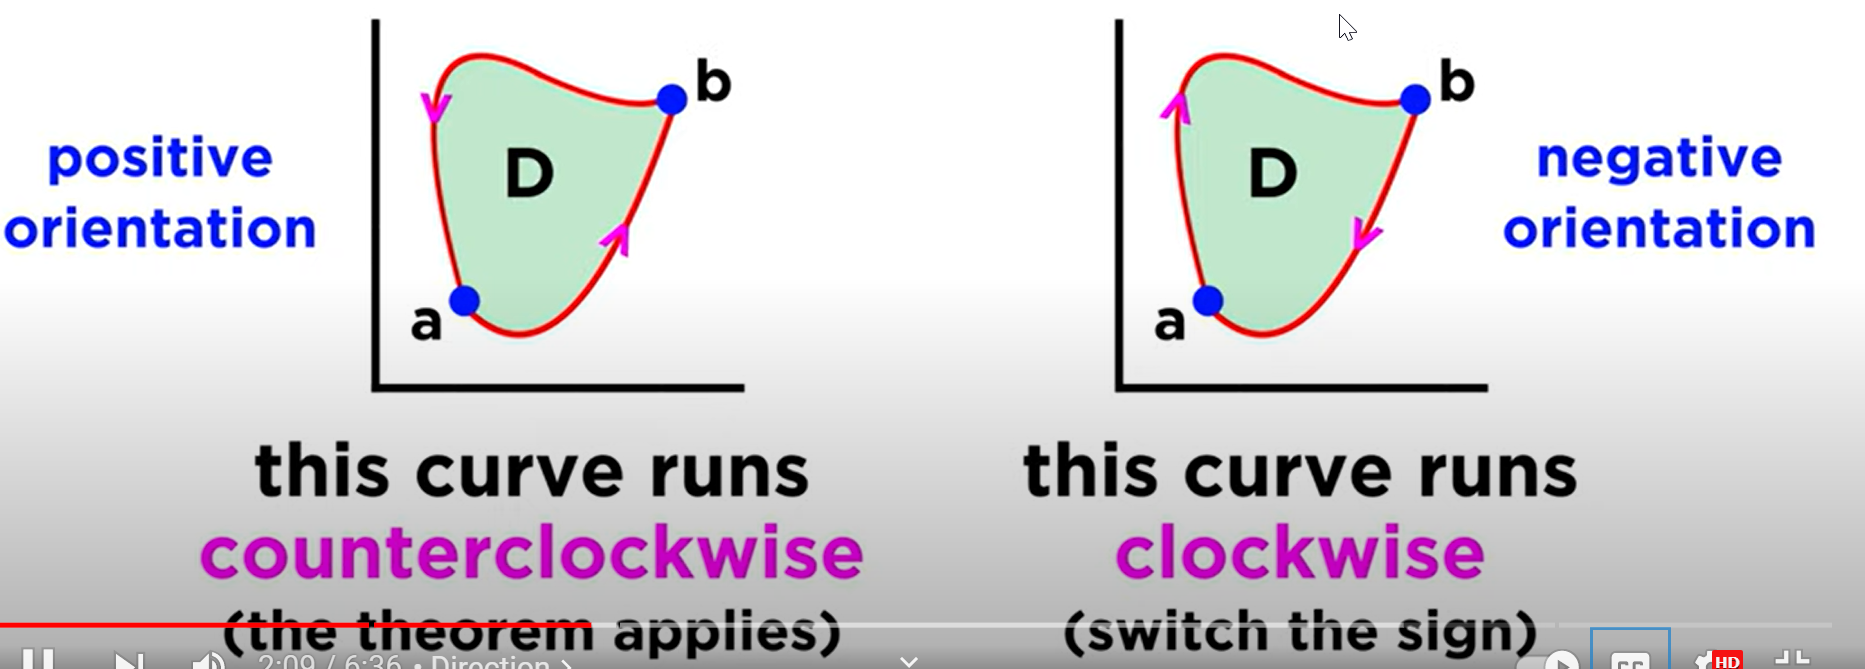 positive
orientation
b
D
a
this curve runs
counterclockwise
(the theorem applies)
b
D
a
negative
orientation
this curve runs
clockwise
(switch the sign)
2:09 / 6:36 • Direction >
CC
HD